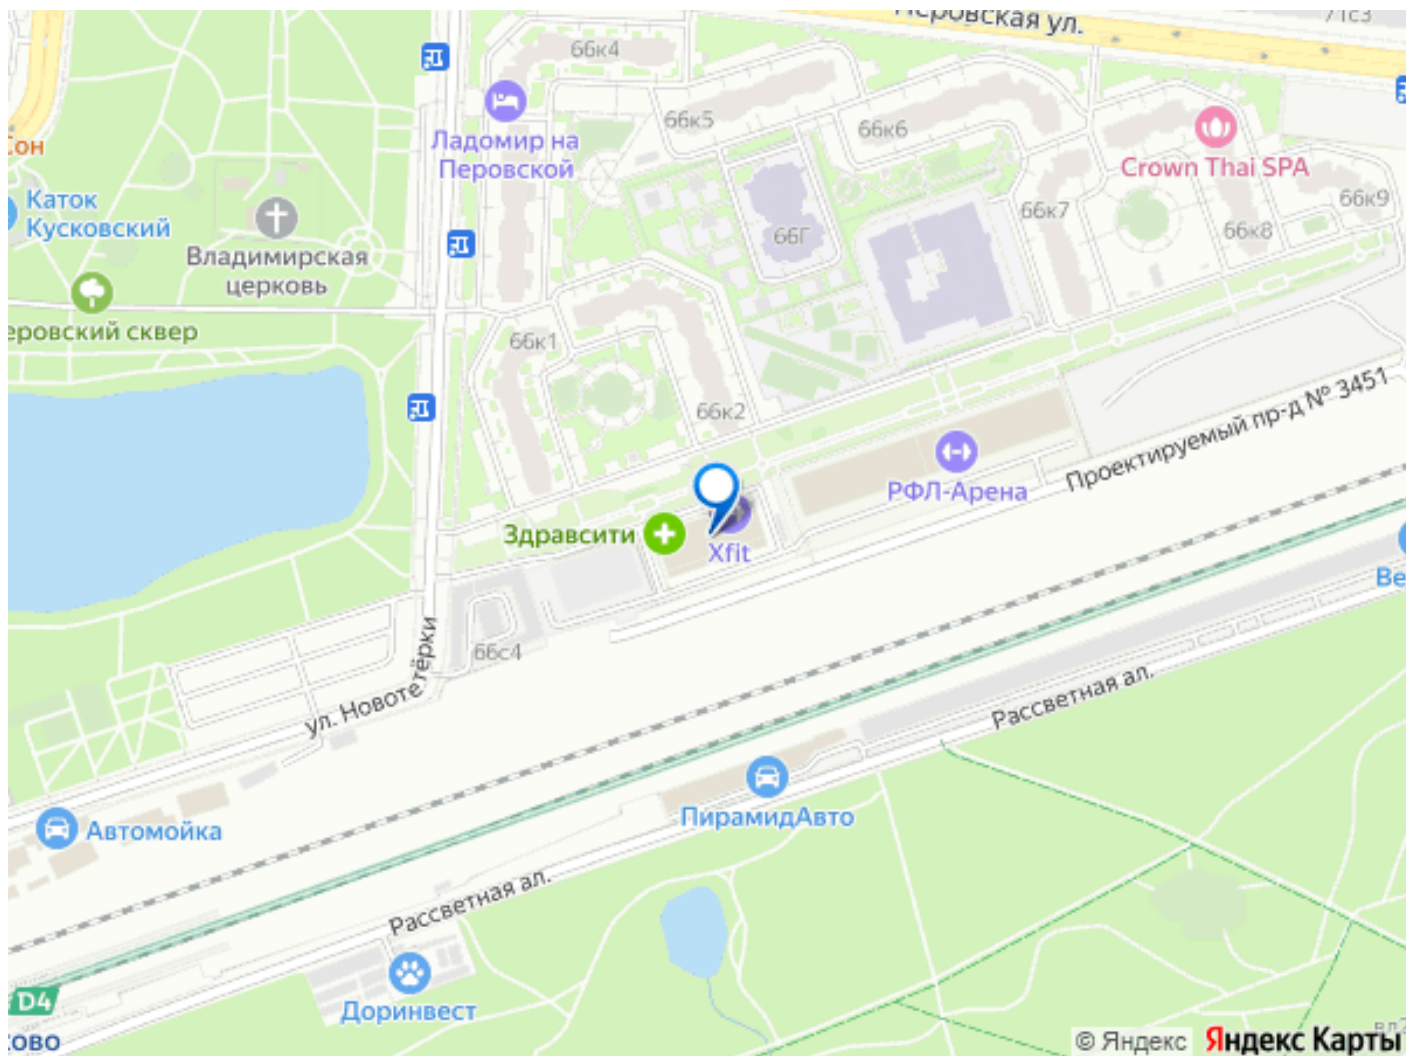 Перовская ул.
71с3
66к4
Ладомир на
Перовской
66к5
66к6
Crown Thai SPA
66к9
66к8
66к7
66Г
Каток
Кусковский
Владимирская
церковь
еровский сквер
66к1
66к2
Проектируемый пр-д № 3451
РФЛ-Арена
Здравсити
Xfit
66с4
ул. Новотетёрки
Рассветная ал.
ПирамидАвто
Автомойка
Рассветная ал.
Доринвест
D4
ово
© Яндекс
Яндекс Карты